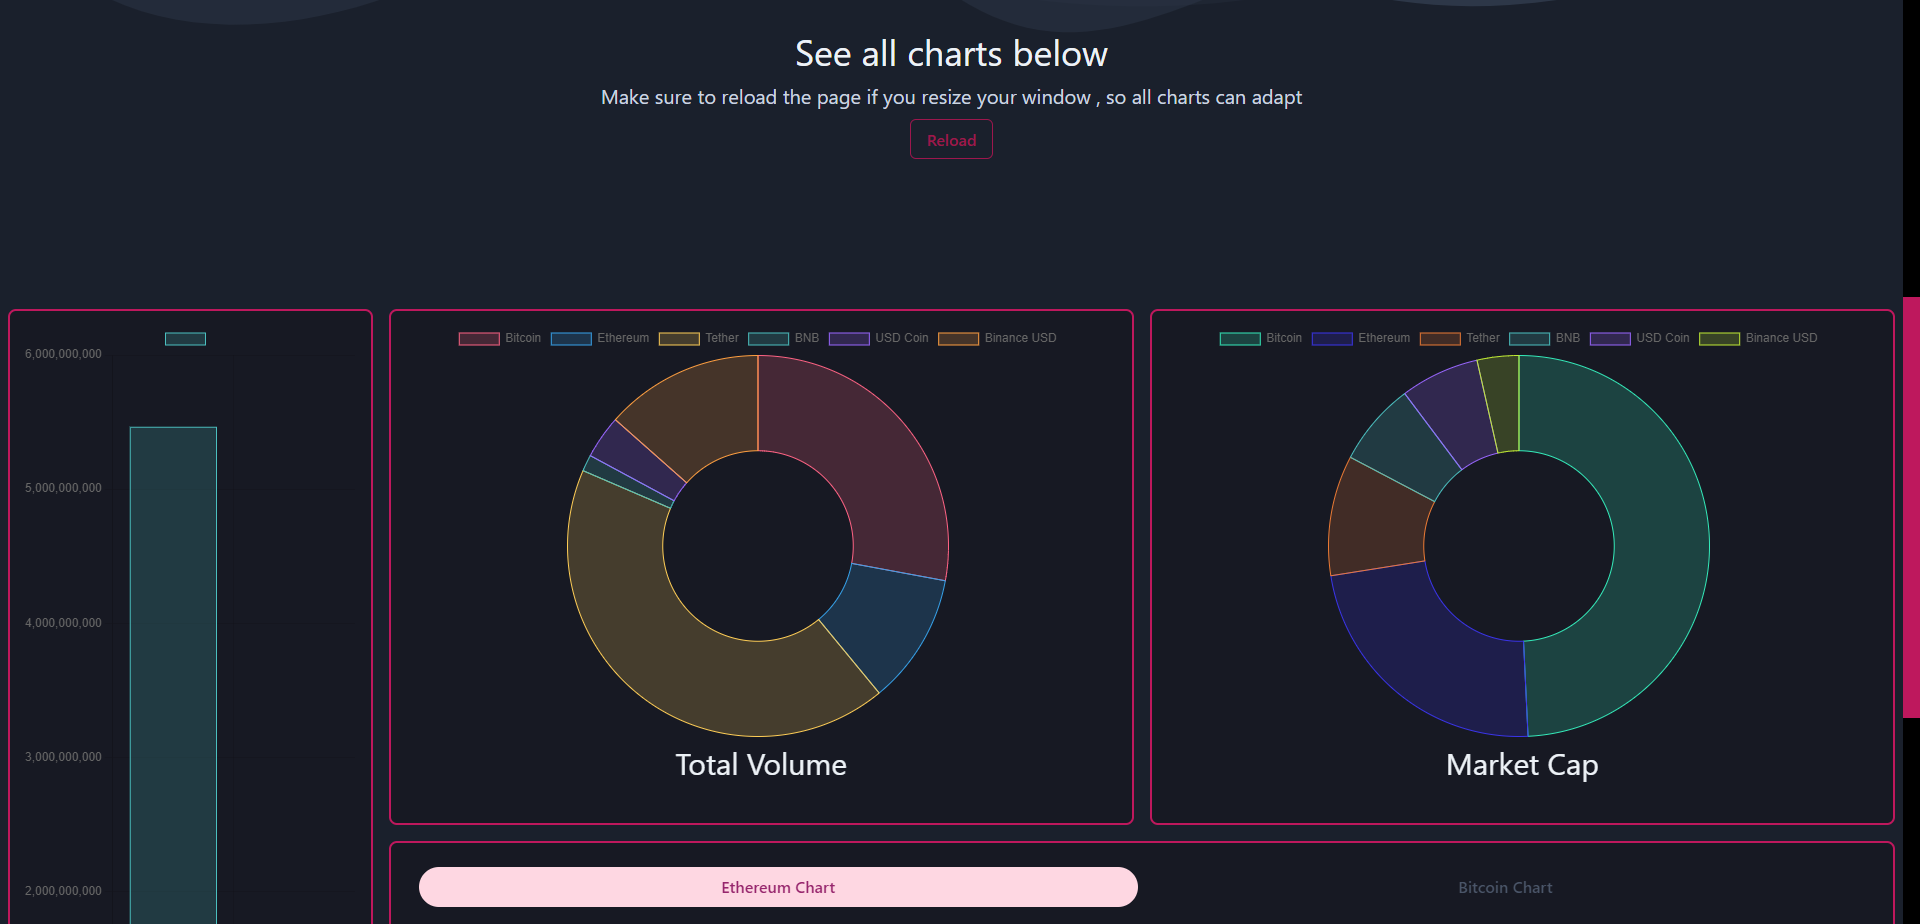 See all charts below
Make sure to reload the page if you resize your window , so all charts can adapt
Reload
6,000,000,000
5,000,000,000
4,000,000,000
3,000,000,000
2,000,000,000
Bitcoin Ethereum Tether BNB USD Coin Binance USD
Total Volume
Bitcoin Ethereum Tether BNB USD Coin Binance USD
Market Cap
Ethereum Chart Bitcoin Chart